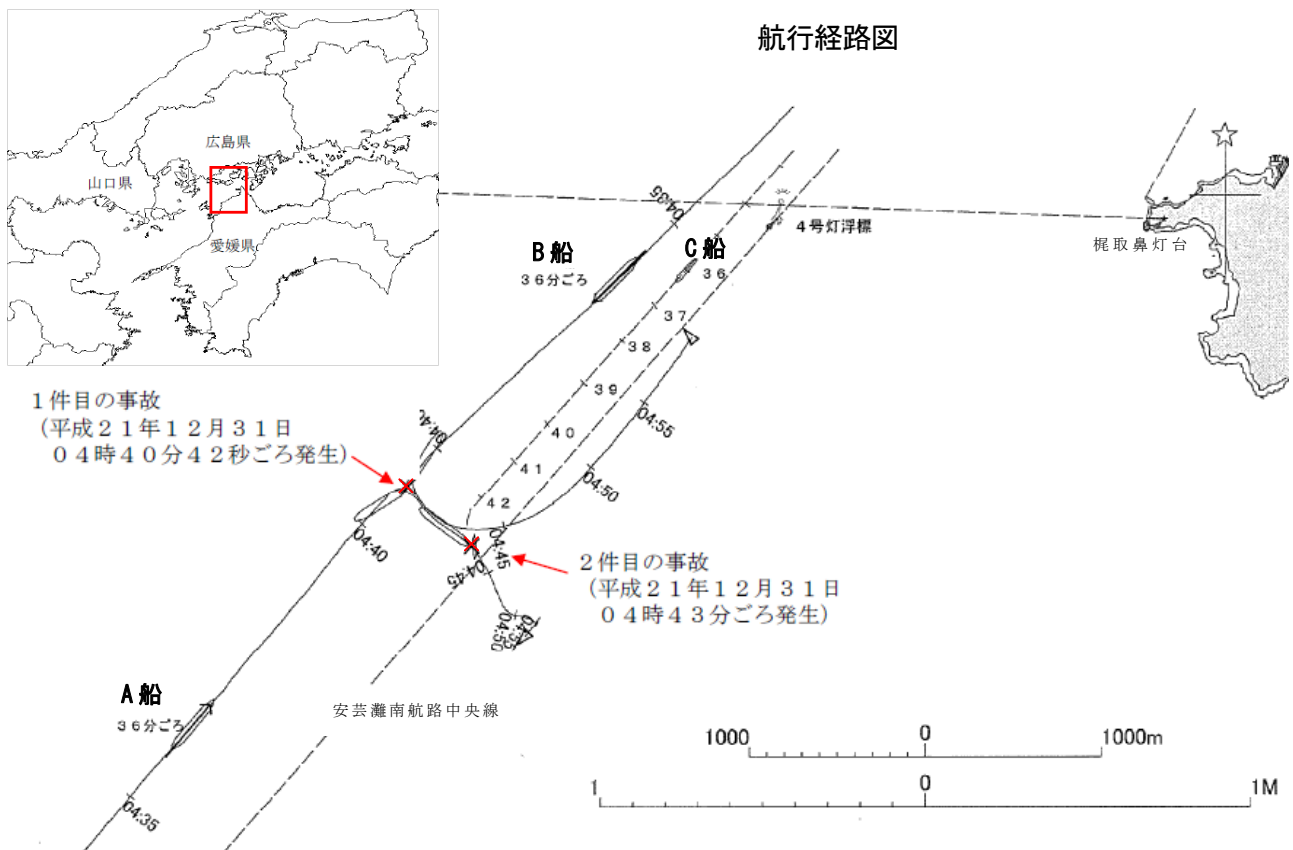 航行経路図
広島県
山口県
愛媛県
04:35
4号灯浮標
梶取鼻灯台
B船
36分ごろ
C船
36
37
38
39
40
41
42
04:55
04:50
04:45
1件目の事故
(平成21年12月31日
04時40分42秒ごろ発生)
04:40
04:40
2件目の事故
(平成21年12月31日
04時43分ごろ発生)
04:45
04:50
04:55
A船
36分ごろ
安芸灘南航路中央線
04:35
1000 0 1000m
1 0 1M